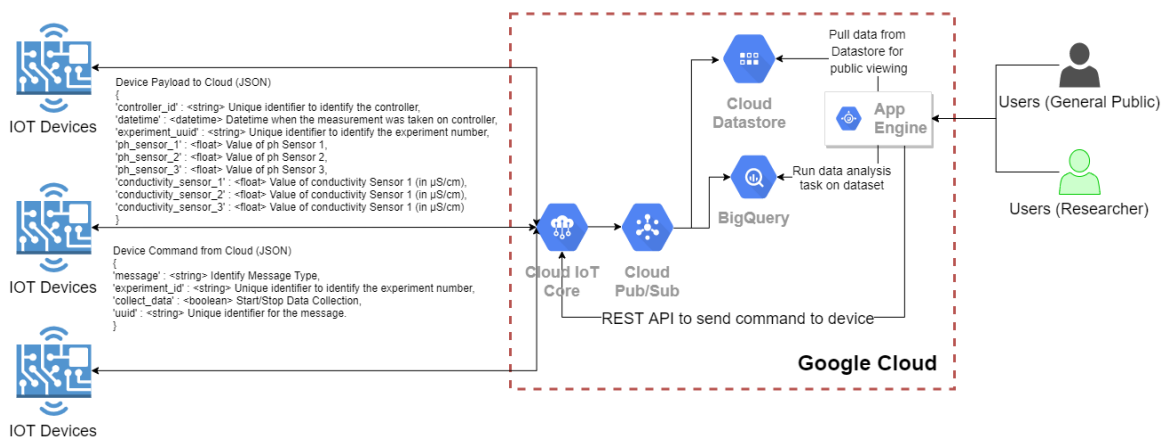 IOT Devices
Device Payload to Cloud (JSON)
{
'controller_id' : <string> Unique identifier to identify the controller,
'datetime' : <datetime> Datetime when the measurement was taken on controller,
'experiment_uuid' : <string> Unique identifier to identify the experiment number,
'ph_sensor_1' : <float> Value of ph Sensor 1,
'ph_sensor_2' : <float> Value of ph Sensor 2,
'ph_sensor_3' : <float> Value of ph Sensor 3,
'conductivity_sensor_1' : <float> Value of conductivity Sensor 1 (in µS/cm),
'conductivity_sensor_2' : <float> Value of conductivity Sensor 1 (in µS/cm),
'conductivity_sensor_3' : <float> Value of conductivity Sensor 1 (in µS/cm)
}
IOT Devices
Device Command from Cloud (JSON)
{
'message' : <string> Identify Message Type,
'experiment_id' : <string> Unique identifier to identify the experiment number,
'collect_data' : <boolean> Start/Stop Data Collection,
'uuid' : <string> Unique identifier for the message.
}
IOT Devices
Cloud IoT
Core
Cloud
Pub/Sub
Cloud
Datastore
BigQuery
Pull data from
Datastore for
public viewing
App
Engine
Run data analysis
task on dataset
REST API to send command to device
Google Cloud
Users (General Public)
Users (Researcher)